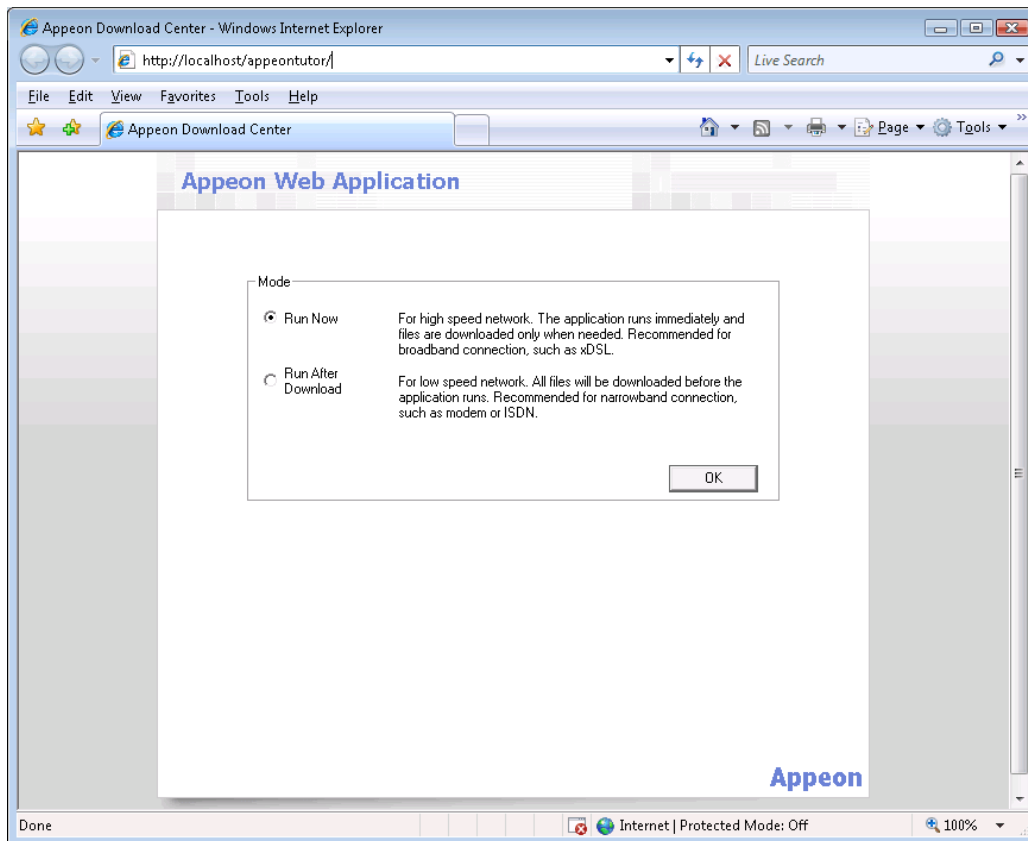 Appeon Download Center - Windows Internet Explorer
http://localhost/appeontutor/
Live Search
File Edit View Favorites Tools Help
Appeon Download Center
Page Tools
Appeon Web Application
Mode
Run Now
For high speed network. The application runs immediately and
files are downloaded only when needed. Recommended for
broadband connection, such as xDSL.
Run After
Download
For low speed network. All files will be downloaded before the
application runs. Recommended for narrowband connection,
such as modem or ISDN.
OK
Appeon
Done
Internet | Protected Mode: Off
100%